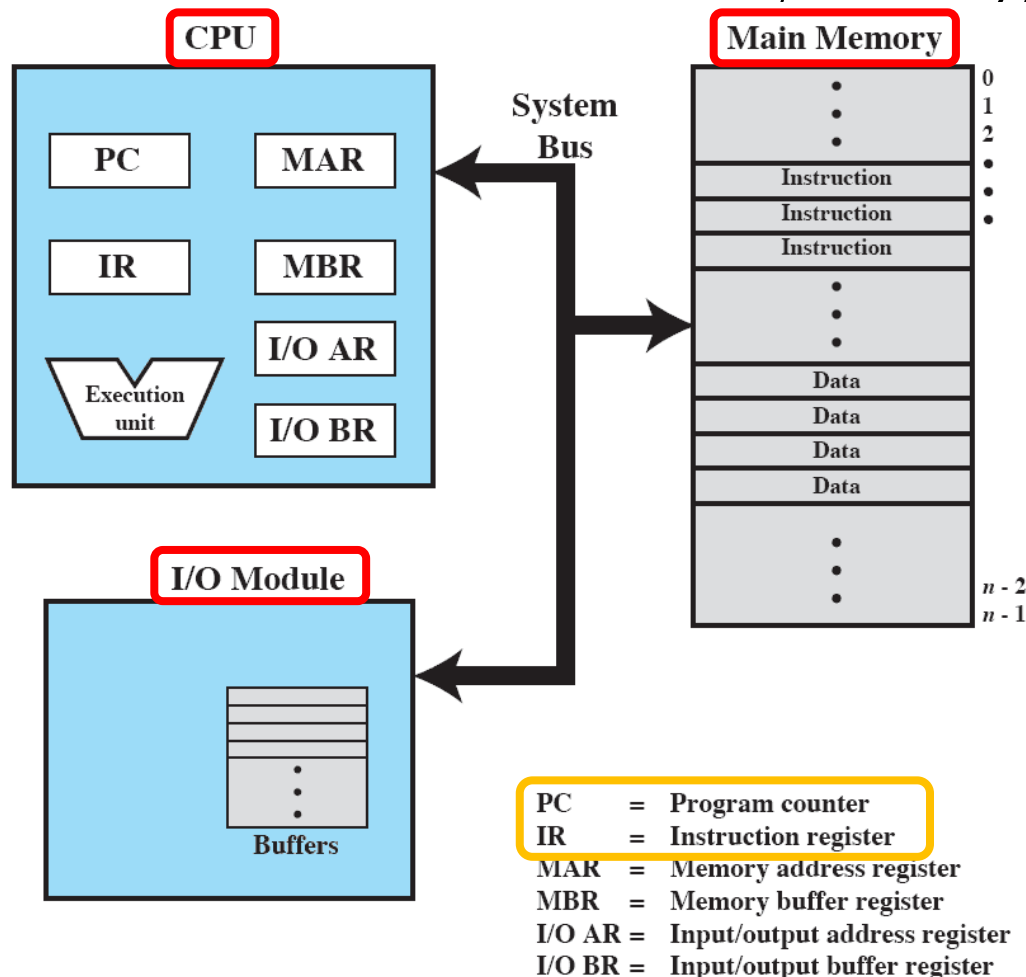 CPU
PC
MAR
IR
MBR
I/O AR
I/O BR
Execution
unit
System
Bus
Main Memory
0
1
2
Instruction
Instruction
Instruction
Data
Data
Data
Data
n - 2
n - 1
I/O Module
Buffers
PC = Program counter
IR = Instruction register
MAR = Memory address register
MBR = Memory buffer register
I/O AR = Input/output address register
I/O BR = Input/output buffer register